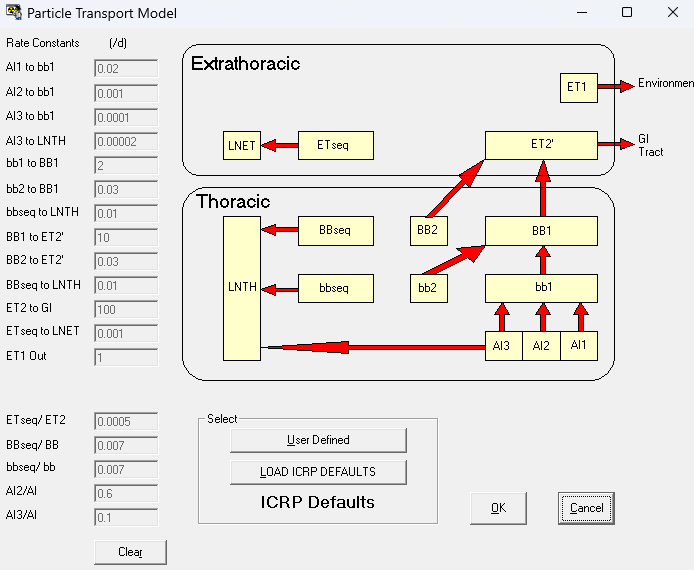 Particle Transport Model
Rate Constants (/d)
AI1 to bb1 0.02
AI2 to bb1 0.001
AI3 to bb1 0.0001
AI3 to LNTH 0.00002
bb1 to BB1 2
bb2 to BB1 0.03
bbseq to LNTH 0.01
BB1 to ET2' 10
BB2 to ET2' 0.03
BBseq to LNTH 0.01
ET2 to GI 100
ETseq to LNET 0.001
ET1 Out 1
ETseq/ ET2 0.0005
BBseq/ BB 0.007
bbseq/ bb 0.007
AI2/AI 0.6
AI3/AI 0.1
Clear
Extrathoracic
ET1
Environmen
LNET
ETseq
ET2'
GI
Tract
Thoracic
LNTH
BBseq
BB2
BB1
bbseq
bb2
bb1
AI3
AI2
AI1
Select
User Defined
LOAD ICRP DEFAULTS
ICRP Defaults
OK
Cancel